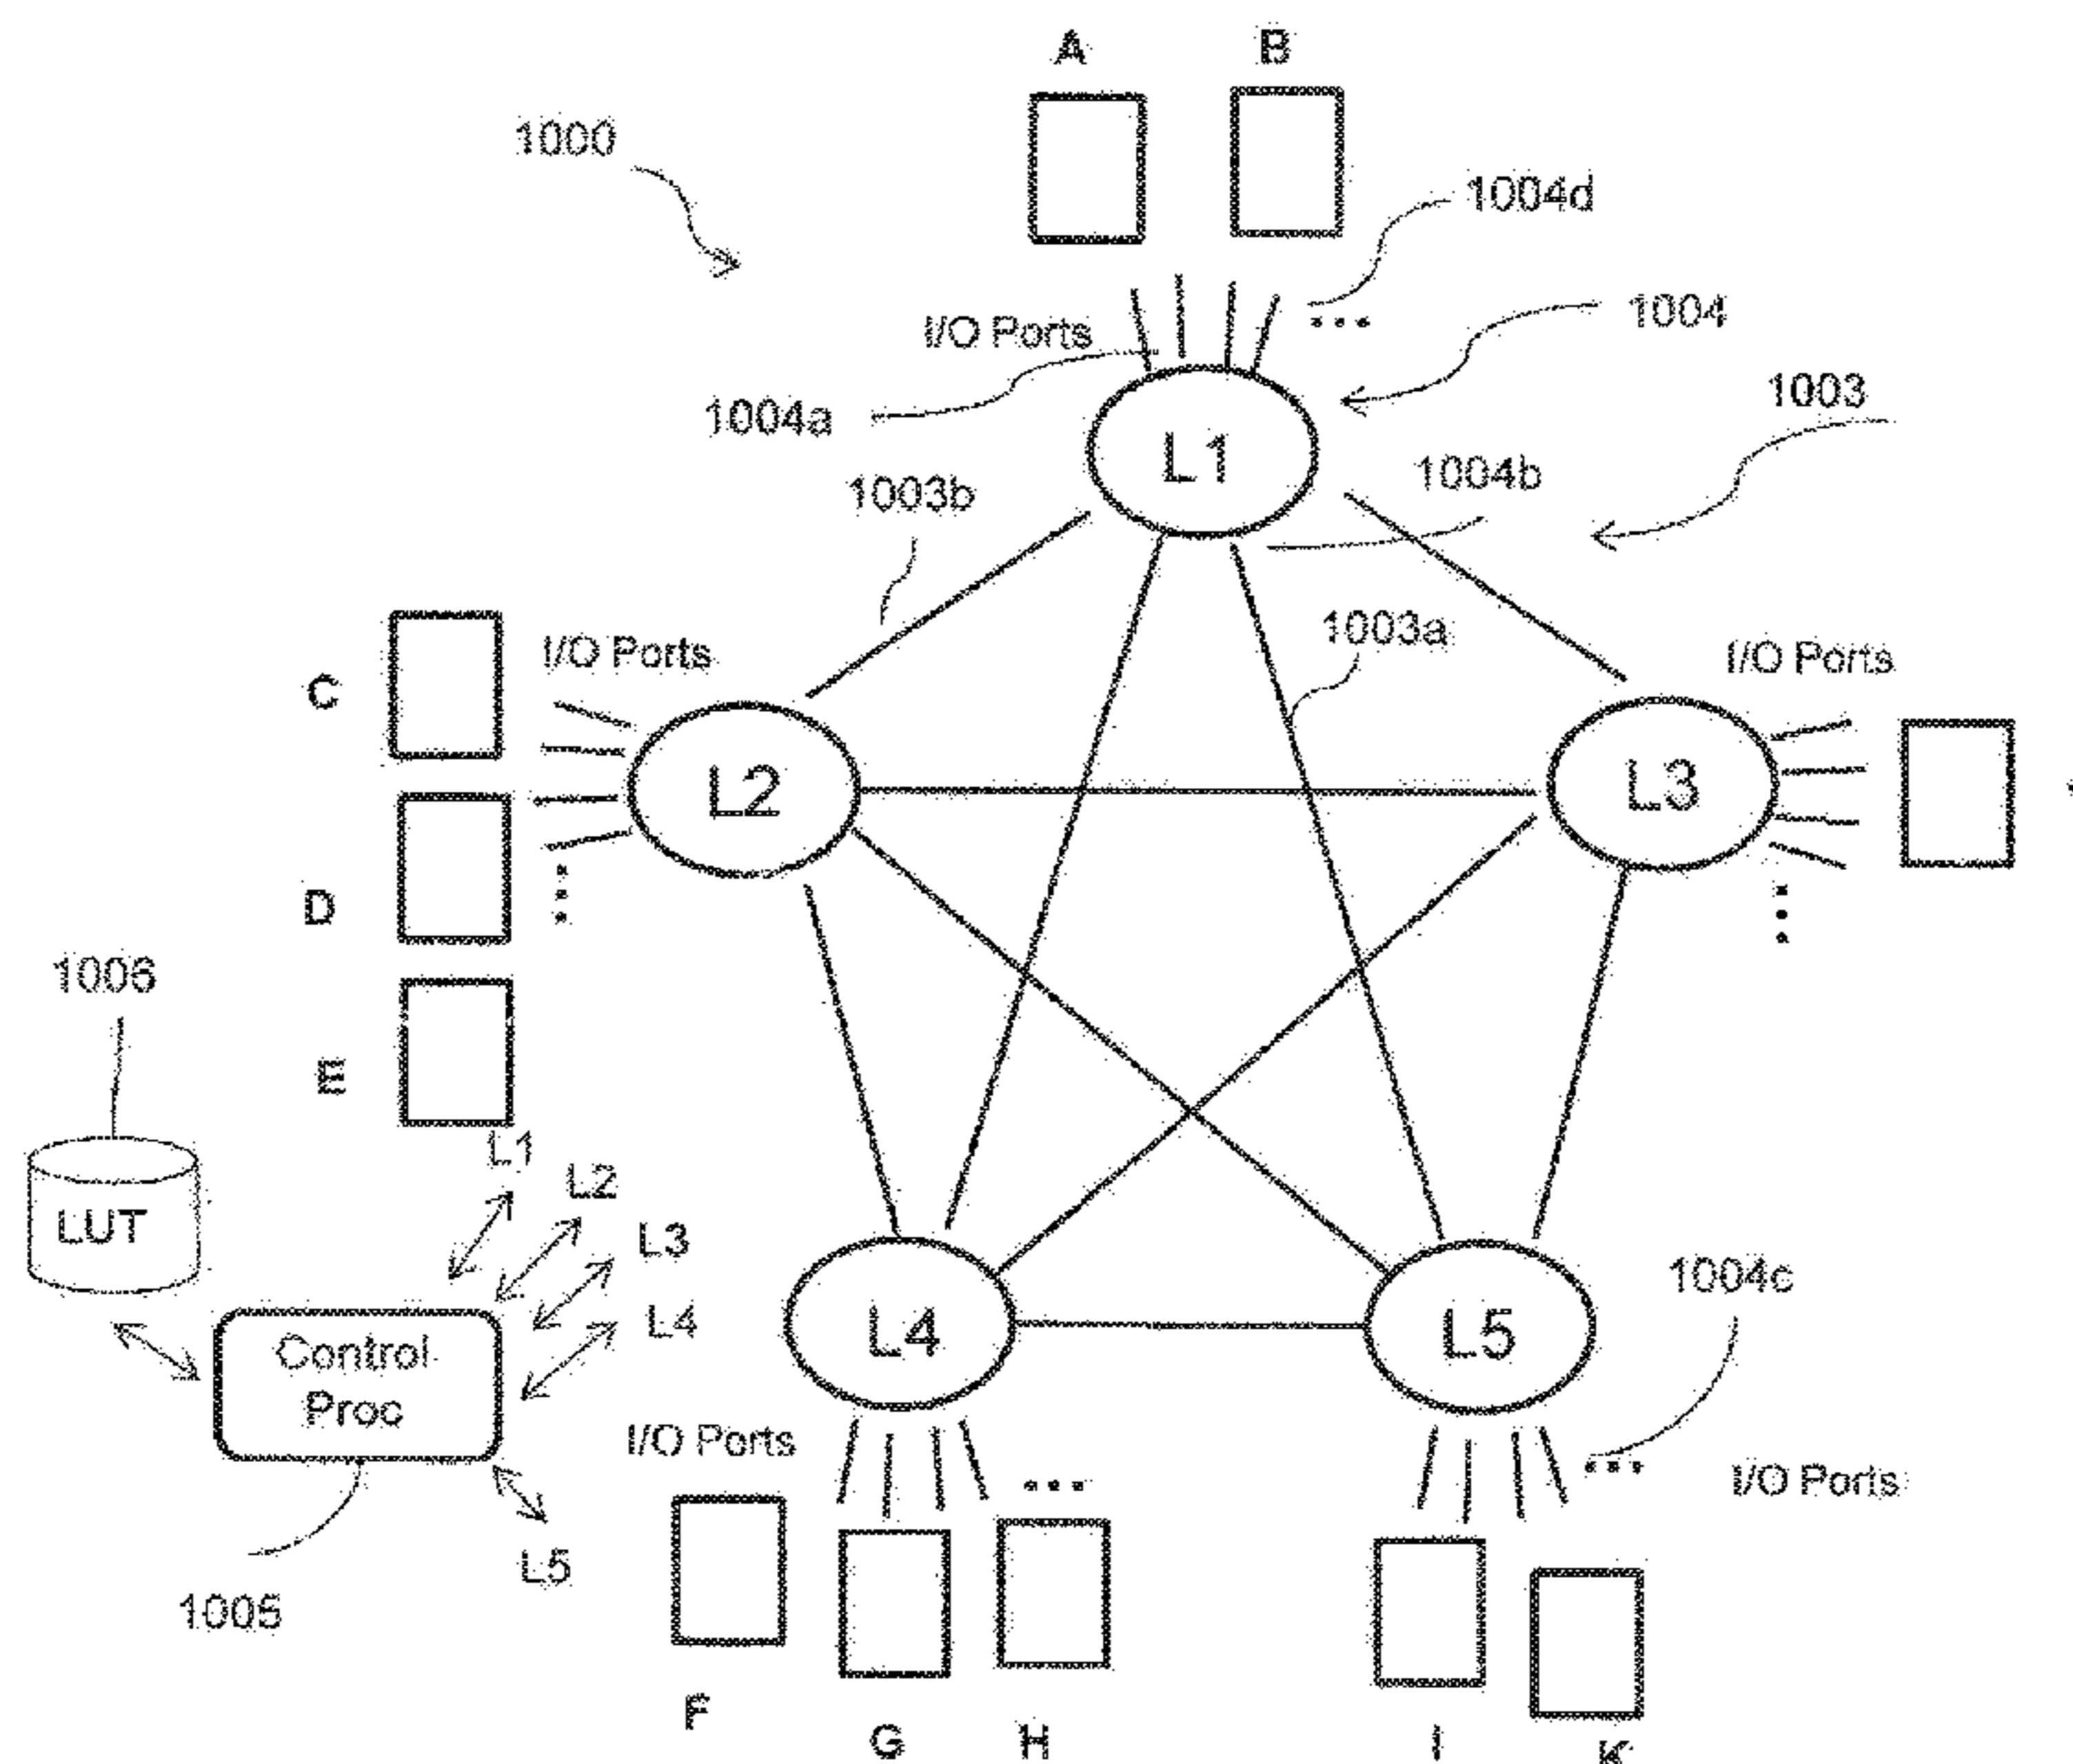 A
B
1000
1004d
I/O Ports
1004
1004a
1003
L1
1003b
1004b
1003a
I/O Ports
I/O Ports
C
L2
L3
D
1006
E
L1
L2
LUT
L3
L4
1004c
Control
Proc
L4
L5
I/O Ports
I/O Ports
L5
1005
F
G
H
I
K